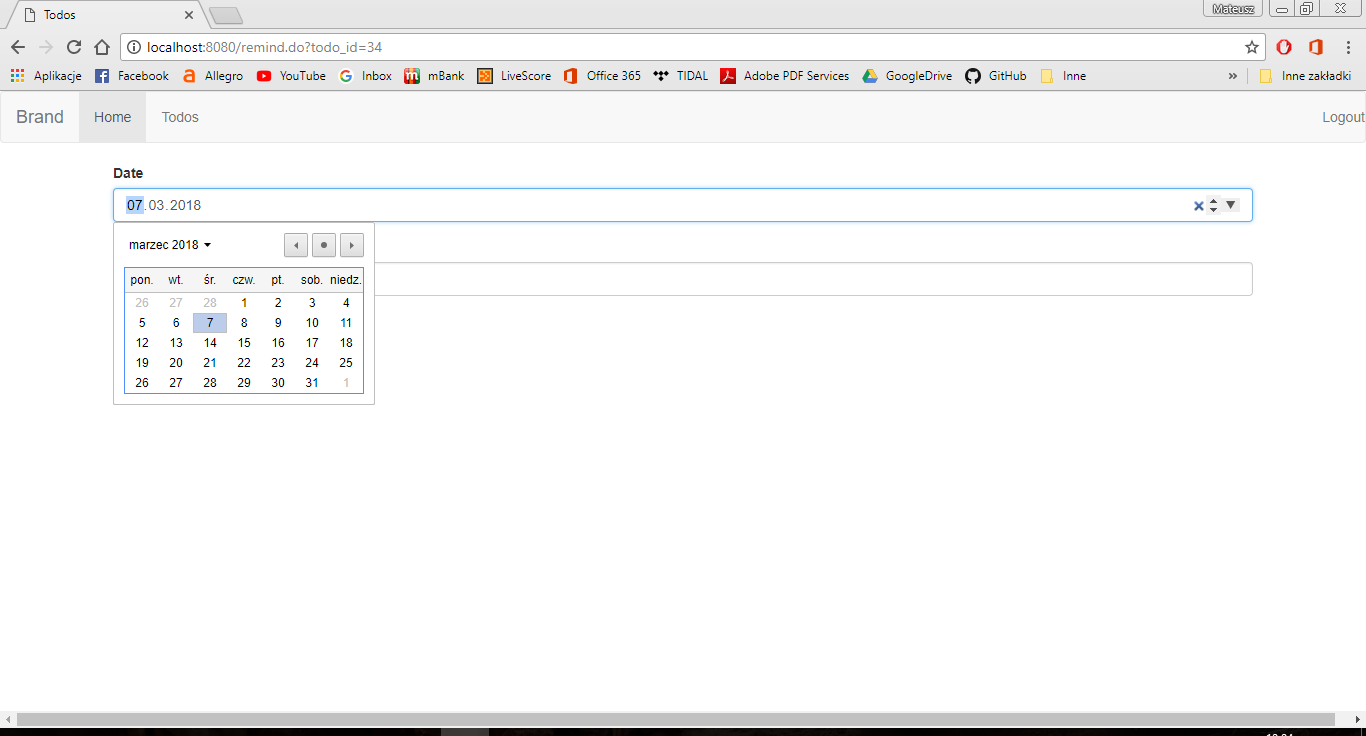 Todos
Mateusz
localhost:8080/remind.do?todo_id=34
Aplikacje Facebook Allegro YouTube Inbox mBank LiveScore Office 365 TIDAL Adobe PDF Services GoogleDrive GitHub Inne » Inne zakładki
Brand Home Todos Logout
Date
07.03.2018
marzec 2018
pon. wt. śr. czw. pt. sob. niedz.
26 27 28 1 2 3 4
5 6 7 8 9 10 11
12 13 14 15 16 17 18
19 20 21 22 23 24 25
26 27 28 29 30 31 1